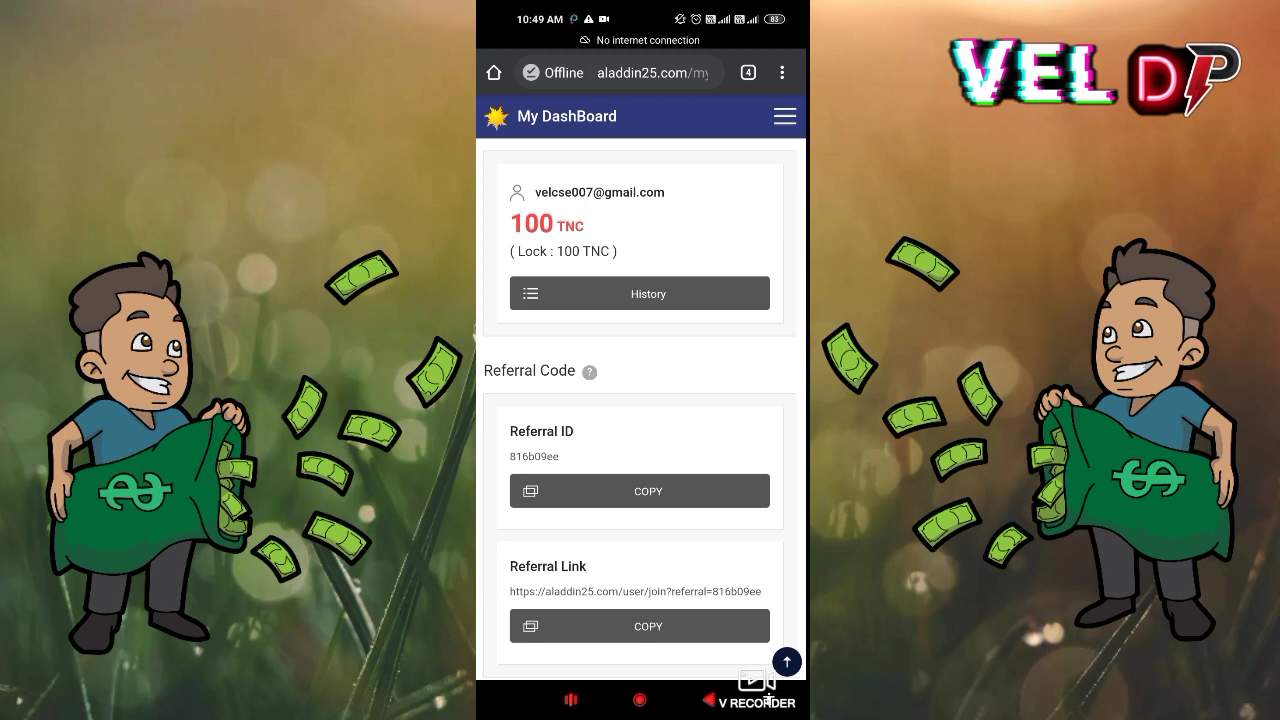 10:49 AM
83
No internet connection
Offline aladdin25.com/my
4
VEL DP
My DashBoard
velcse007@gmail.com
100 TNC
( Lock : 100 TNC )
History
Referral Code ?
Referral ID
816b09ee
COPY
Referral Link
https://aladdin25.com/user/join?referral=816b09ee
COPY
V RECORDER
$
$